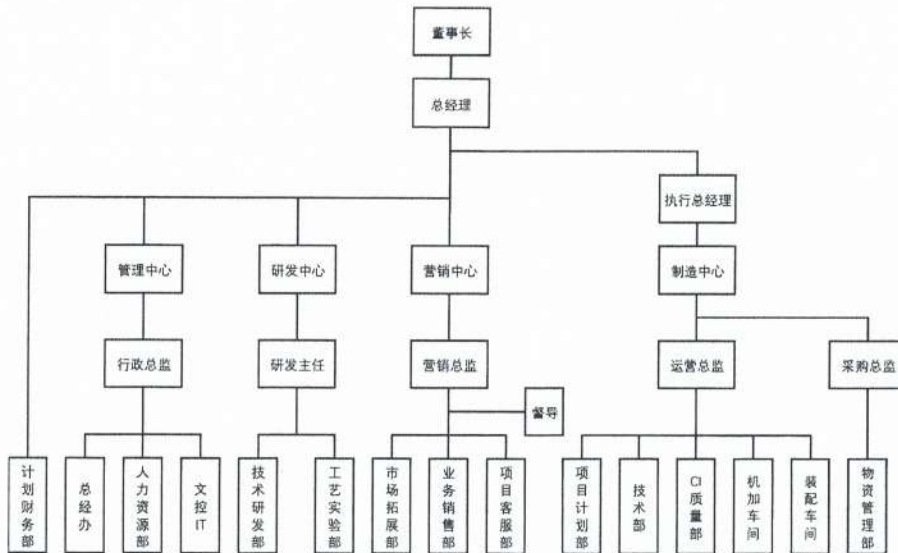 董事长
总经理
执行总经理
管理中心
研发中心
营销中心
制造中心
行政总监
研发主任
营销总监
运营总监
采购总监
督导
计划财务部
总经办
人力资源部
文控IT
技术研发部
工艺实验部
市场拓展部
业务销售部
项目客服部
项目计划部
技术部
CI质量部
机加车间
装配车间
物资管理部